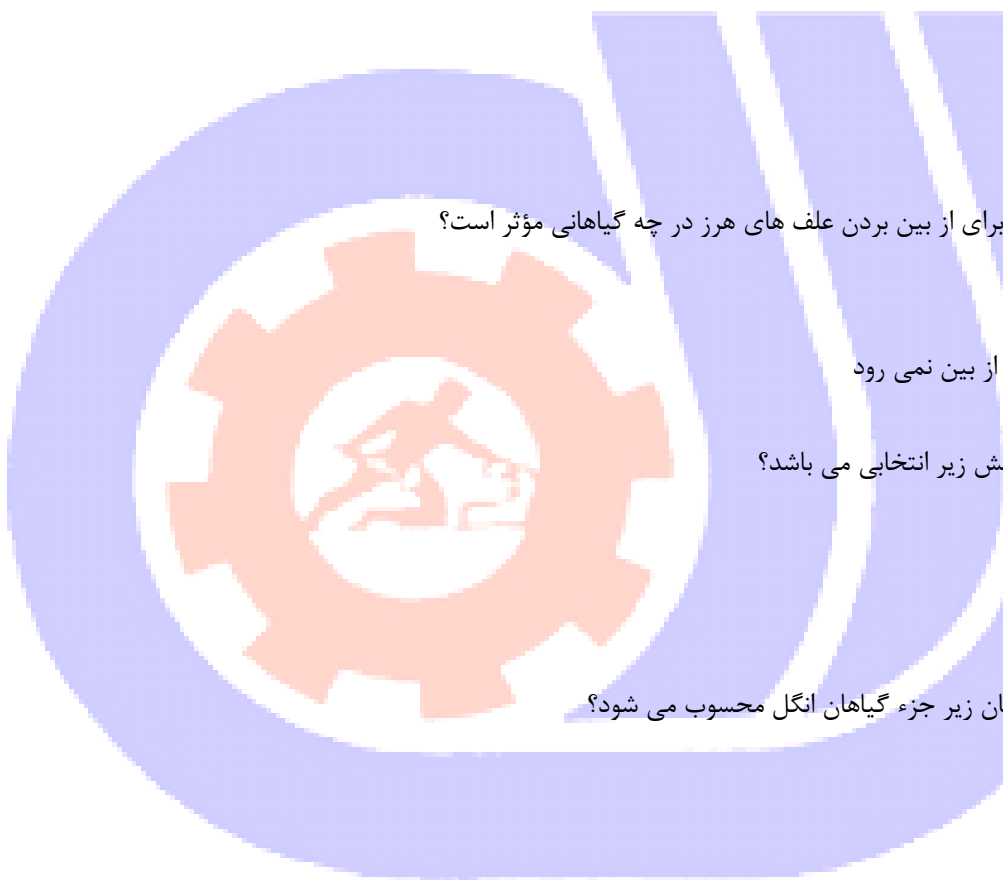 برای از بین بردن علف های هرز در چه گیاهانی مؤثر است؟
از بین نمی رود
زیر انتخابی می باشد؟
زیر جزء گیاهان انگل محسوب می شود؟